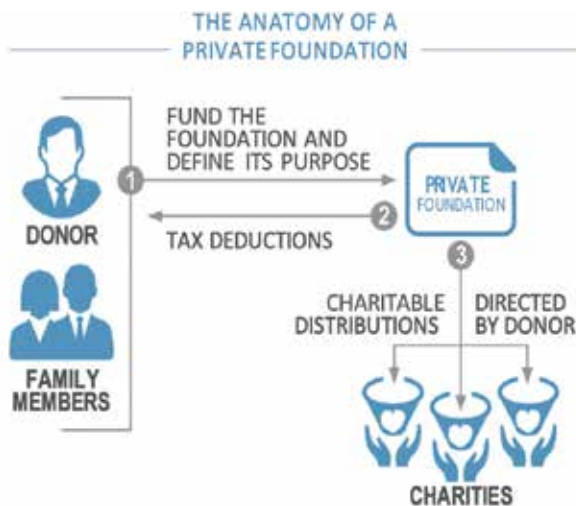 THE ANATOMY OF A
PRIVATE FOUNDATION
FUND THE
FOUNDATION AND
DEFINE ITS PURPOSE
1
PRIVATE
FOUNDATION
2
DONOR
TAX DEDUCTIONS
3
CHARITABLE
DISTRIBUTIONS
DIRECTED
BY DONOR
FAMILY
MEMBERS
CHARITIES